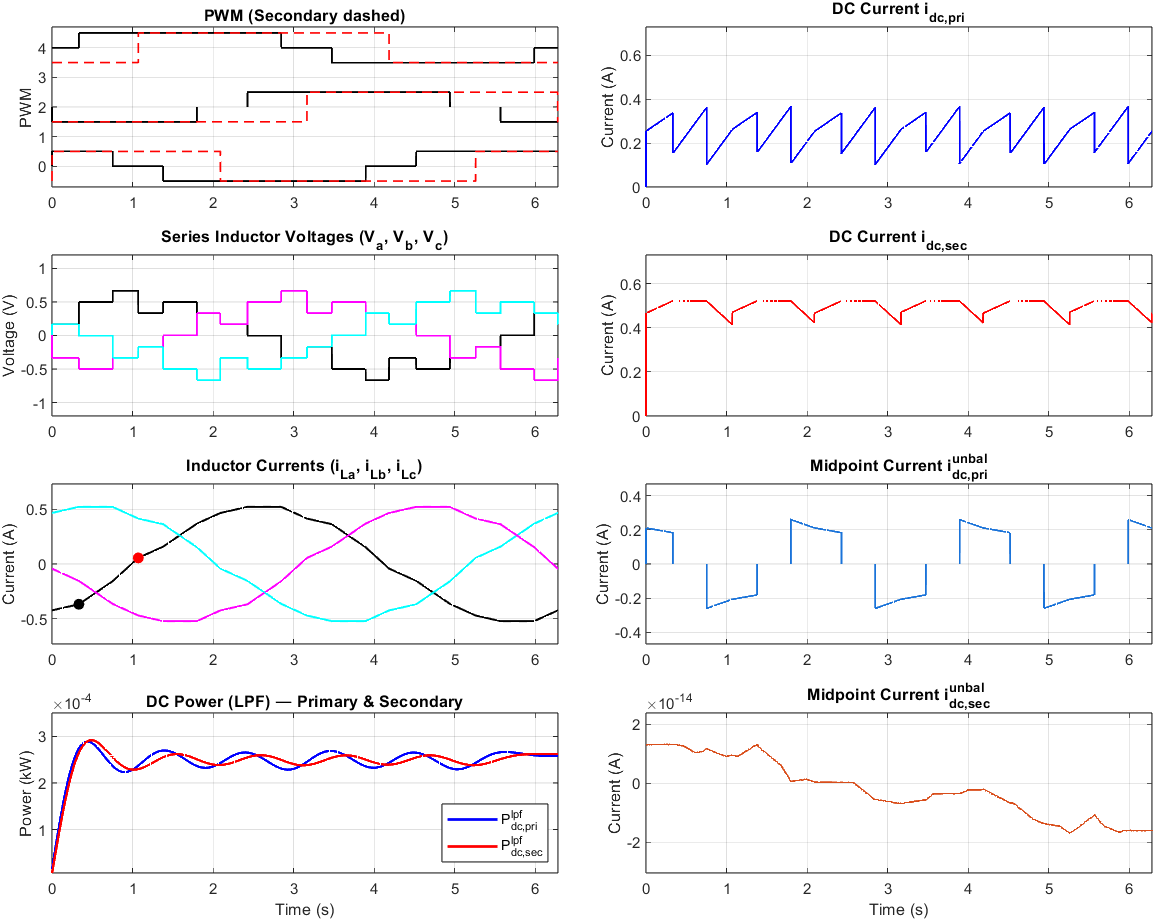 PWM (Secondary dashed)
PWM
4
3
2
1
0
0 1 2 3 4 5 6
DC Current i_dc,pri
Current (A)
0.6
0.4
0.2
0
0 1 2 3 4 5 6
Series Inductor Voltages (V_a, V_b, V_c)
Voltage (V)
1
0.5
0
-0.5
-1
0 1 2 3 4 5 6
DC Current i_dc,sec
Current (A)
0.6
0.4
0.2
0
0 1 2 3 4 5 6
Inductor Currents (i_La, i_Lb, i_Lc)
Current (A)
0.5
0
-0.5
0 1 2 3 4 5 6
Midpoint Current i_dc,pri^unbal
Current (A)
0.4
0.2
0
-0.2
-0.4
0 1 2 3 4 5 6
DC Power (LPF) — Primary & Secondary
×10^-4
Power (kW)
3
2
1
P_dc,pri^lpf
P_dc,sec^lpf
0 1 2 3 4 5 6
Time (s)
Midpoint Current i_dc,sec^unbal
×10^-14
Current (A)
2
0
-2
0 1 2 3 4 5 6
Time (s)